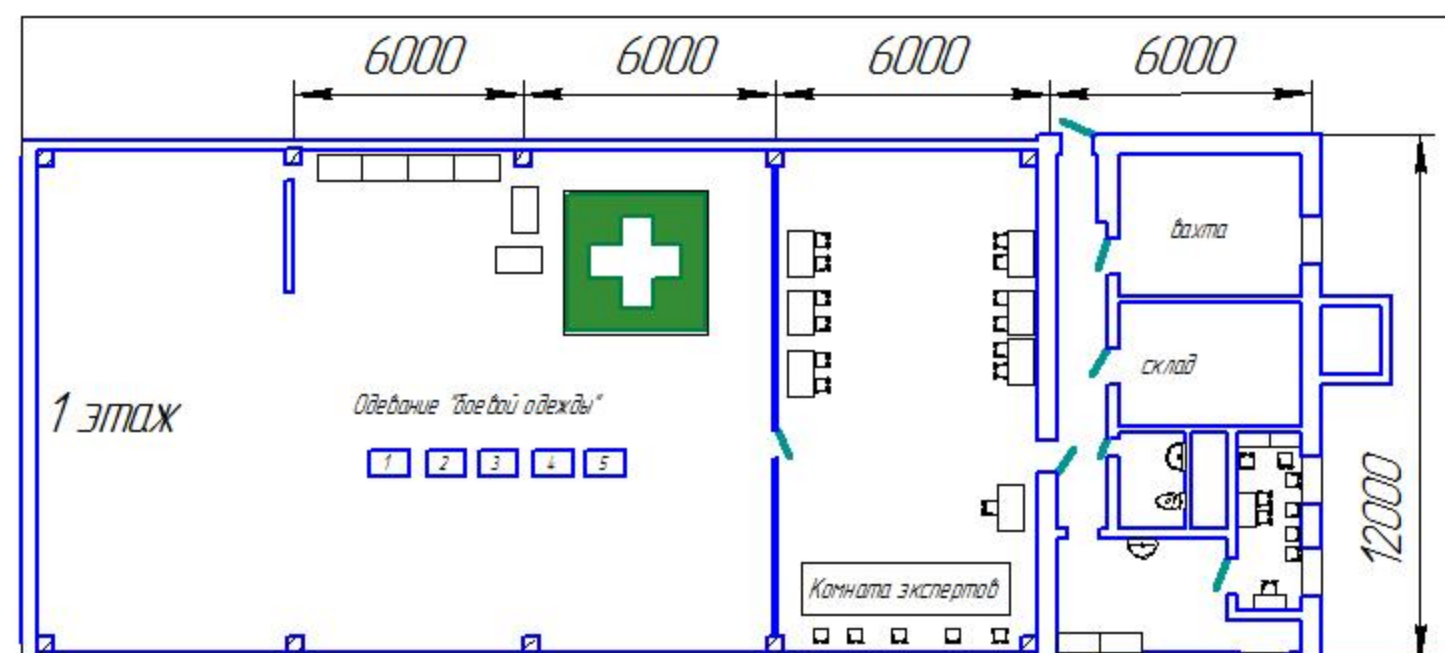 6000 6000 6000 6000
вахта
склад
1 этаж
Одевание "боевой одежды"
1 2 3 4 5
12000
Комната экспертов